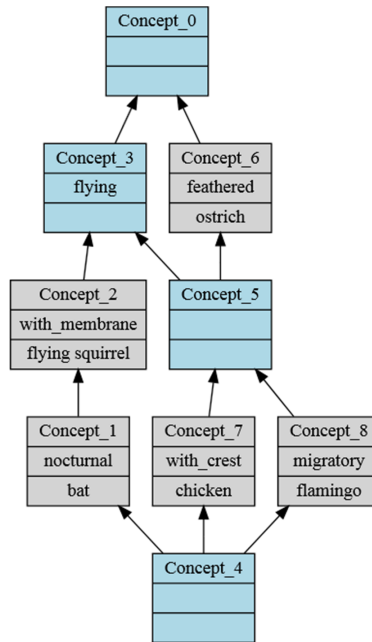 Concept_0
Concept_3
flying
Concept_6
feathered
ostrich
Concept_2
with_membrane
flying squirrel
Concept_5
Concept_1
nocturnal
bat
Concept_7
with_crest
chicken
Concept_8
migratory
flamingo
Concept_4